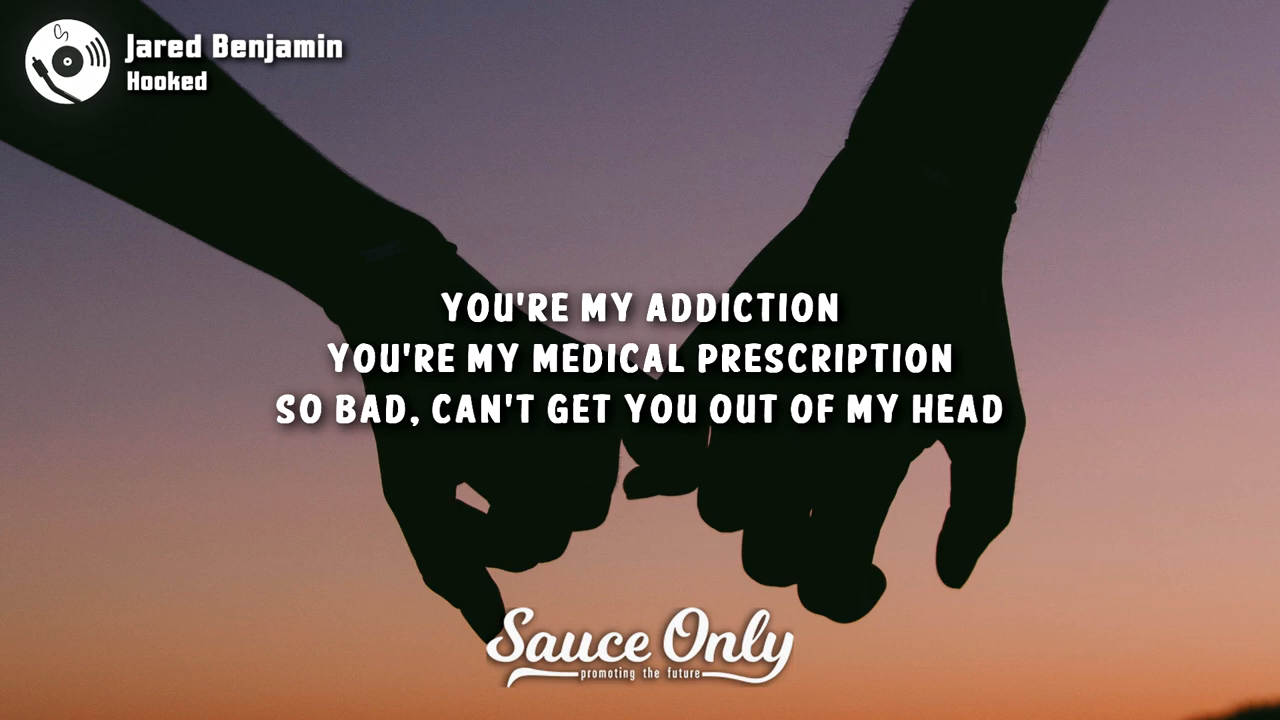 Jared Benjamin
Hooked
YOU'RE MY ADDICTION
YOU'RE MY MEDICAL PRESCRIPTION
SO BAD, CAN'T GET YOU OUT OF MY HEAD
Sauce Only
promoting the future